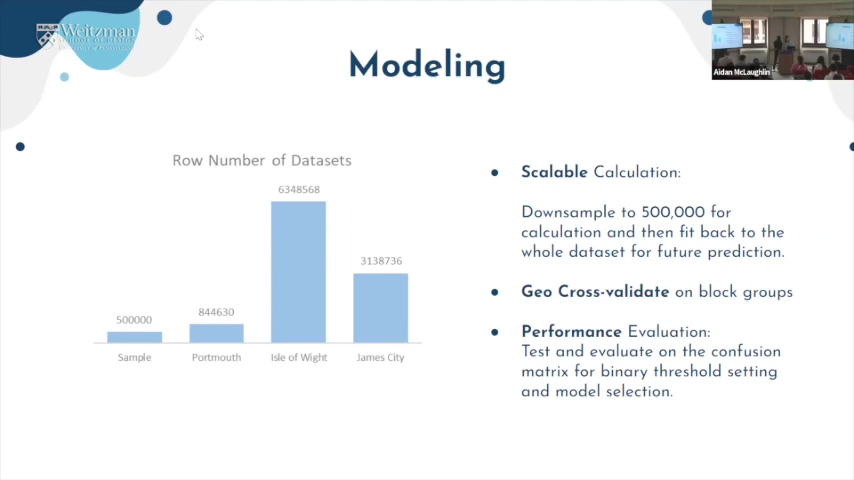 Weitzman
SCHOOL OF DESIGN
Modeling
Aidan McLaughlin
Row Number of Datasets
6348568
3138736
844630
500000
Sample
Portmouth
Isle of Wight
James City
● Scalable Calculation:
Downsample to 500,000 for
calculation and then fit back to the
whole dataset for future prediction.
● Geo Cross-validate on block groups
● Performance Evaluation:
Test and evaluate on the confusion
matrix for binary threshold setting
and model selection.